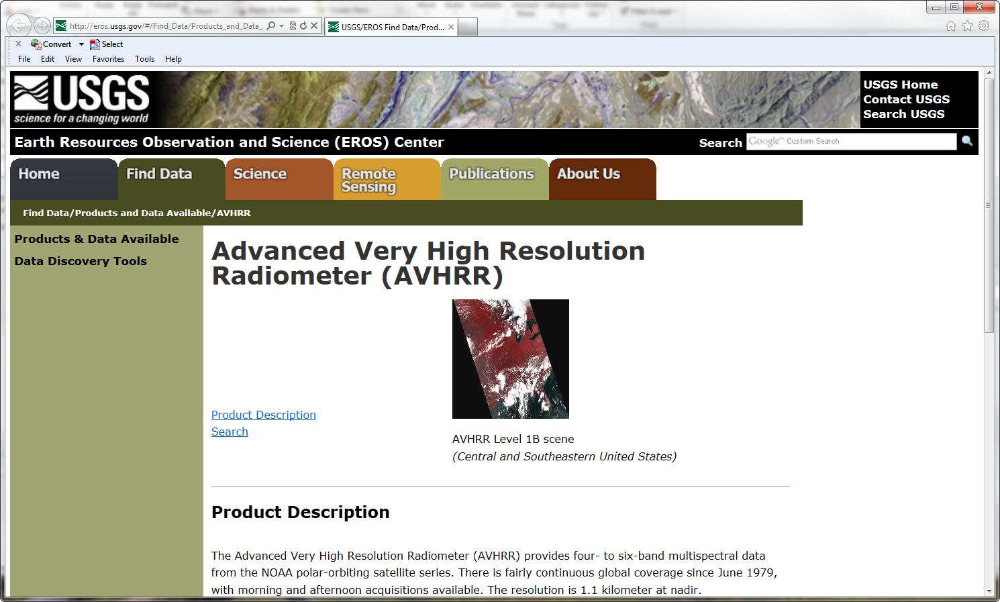 http://eros.usgs.gov/#/Find_Data/Products_and_Data_
USGS/EROS Find Data/Prod...
Convert
Select
File Edit View Favorites Tools Help
USGS
science for a changing world
USGS Home
Contact USGS
Search USGS
Earth Resources Observation and Science (EROS) Center
Search
Google™ Custom Search
Home
Find Data
Science
Remote
Sensing
Publications
About Us
Find Data/Products and Data Available/AVHRR
Products & Data Available
Data Discovery Tools
Advanced Very High Resolution
Radiometer (AVHRR)
Product Description
Search
AVHRR Level 1B scene
(Central and Southeastern United States)
Product Description
The Advanced Very High Resolution Radiometer (AVHRR) provides four- to six-band multispectral data
from the NOAA polar-orbiting satellite series. There is fairly continuous global coverage since June 1979,
with morning and afternoon acquisitions available. The resolution is 1.1 kilometer at nadir.